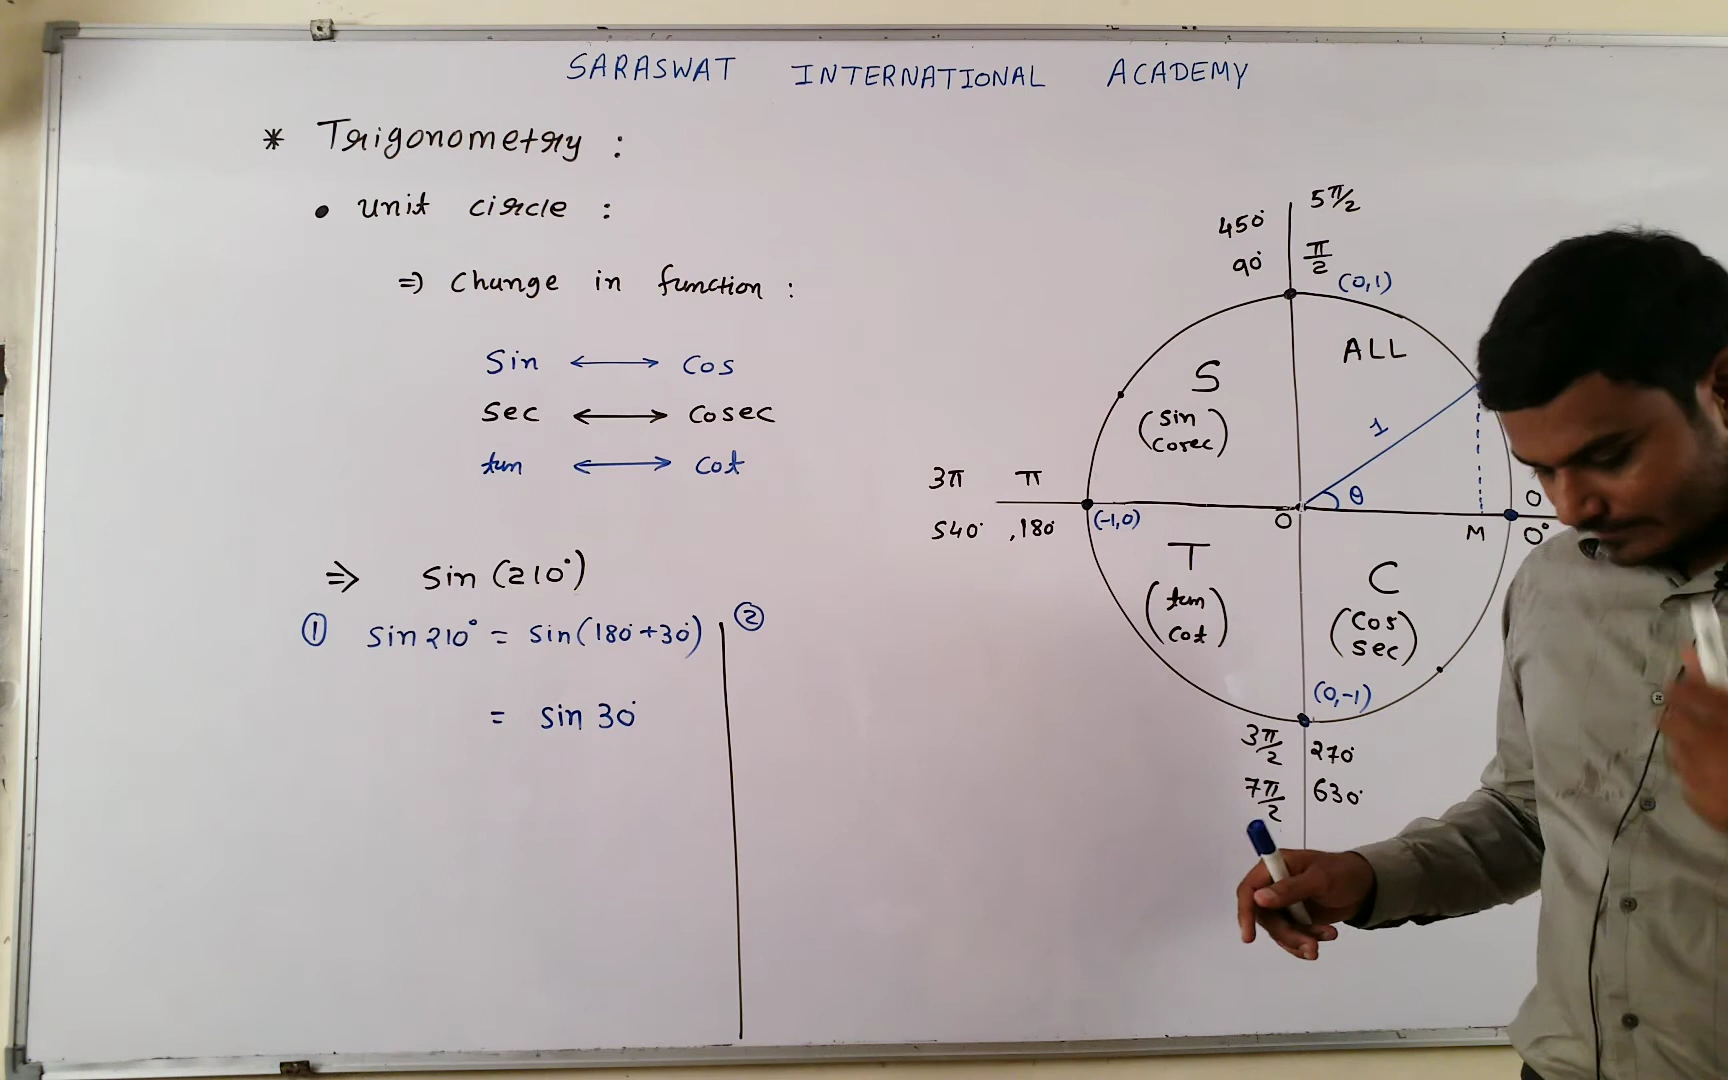 SARASWAT INTERNATIONAL ACADEMY
* Trigonometry :
• unit circle :
⇒ Change in function :
Sin ⟷ Cos
Sec ⟷ Cosec
tan ⟷ Cot
⇒ Sin (210°)
① Sin 210° = Sin(180° + 30°)
= Sin 30°
②
450° 5π/2
90° π/2
(0,1)
ALL
S
(Sin
Cosec)
1
θ
3π π
540°, 180°
(-1,0)
O
M
0
0°
T
(tan
Cot)
C
(Cos
Sec)
(0,-1)
3π/2 270°
7π/2 630°